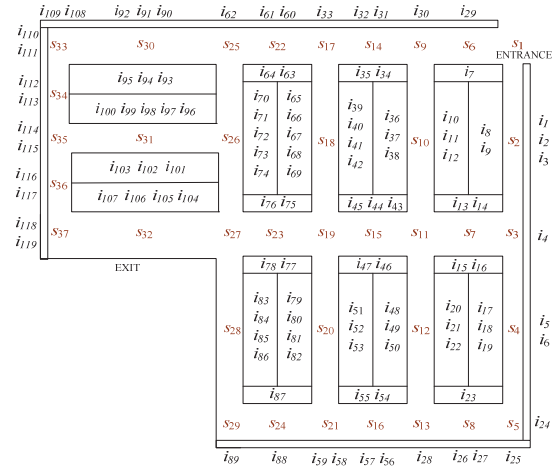 i109 i108 i92 i91 i90 i62 i61 i60 i33 i32 i31 i30 i29
i110
s33 s30 s25 s22 s17 s14 s9 s6 s1
i111
ENTRANCE
i112 i95 i94 i93 i64 i63 i35 i34 i7
i113 s34 i100 i99 i98 i97 i96
i70 i65 i39 i36 i10 i8 i1
i71 i66 i40 i37 i11 i9 i2
i72 i67 i41 i38 i12 i3
i73 i68 i42
i74 i69
i114 s35 s31 s26 s18 s10 s2
i115
i116 i103 i102 i101
s36
i117 i107 i106 i105 i104 i76 i75 i45 i44 i43 i13 i14
i118
s37 s32 s27 s23 s19 s15 s11 s7 s3 i4
i119
EXIT i78 i77 i47 i46 i15 i16
i83 i79 i51 i48 i20 i17 i5
i84 i80 i52 i49 i21 i18 i6
i85 i81 i53 i50 i22 i19
i86 i82
s28 s20 s12 s4
i87 i55 i54 i23
s29 s24 s21 s16 s13 s8 s5 i24
i89 i88 i59 i58 i57 i56 i28 i26 i27 i25